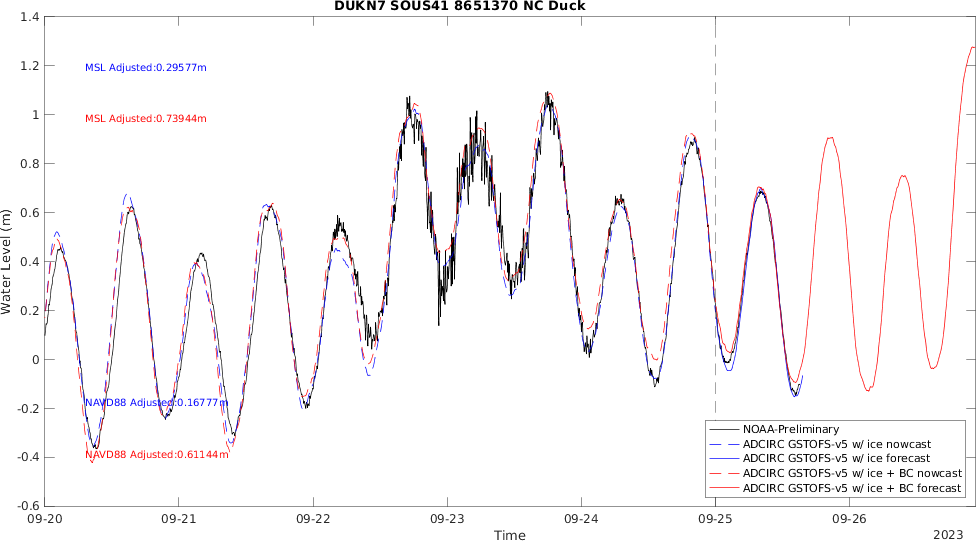 DUKN7 SOUS41 8651370 NC Duck
1.4
1.2
1
0.8
0.6
0.4
0.2
0
-0.2
-0.4
-0.6
Water Level (m)
MSL Adjusted:0.29577m
MSL Adjusted:0.73944m
NAVD88 Adjusted:0.16777m
NAVD88 Adjusted:0.61144m
NOAA-Preliminary
ADCIRC GSTOFS-v5 w/ ice nowcast
ADCIRC GSTOFS-v5 w/ ice forecast
ADCIRC GSTOFS-v5 w/ ice + BC nowcast
ADCIRC GSTOFS-v5 w/ ice + BC forecast
09-20 09-21 09-22 09-23 09-24 09-25 09-26
Time
2023